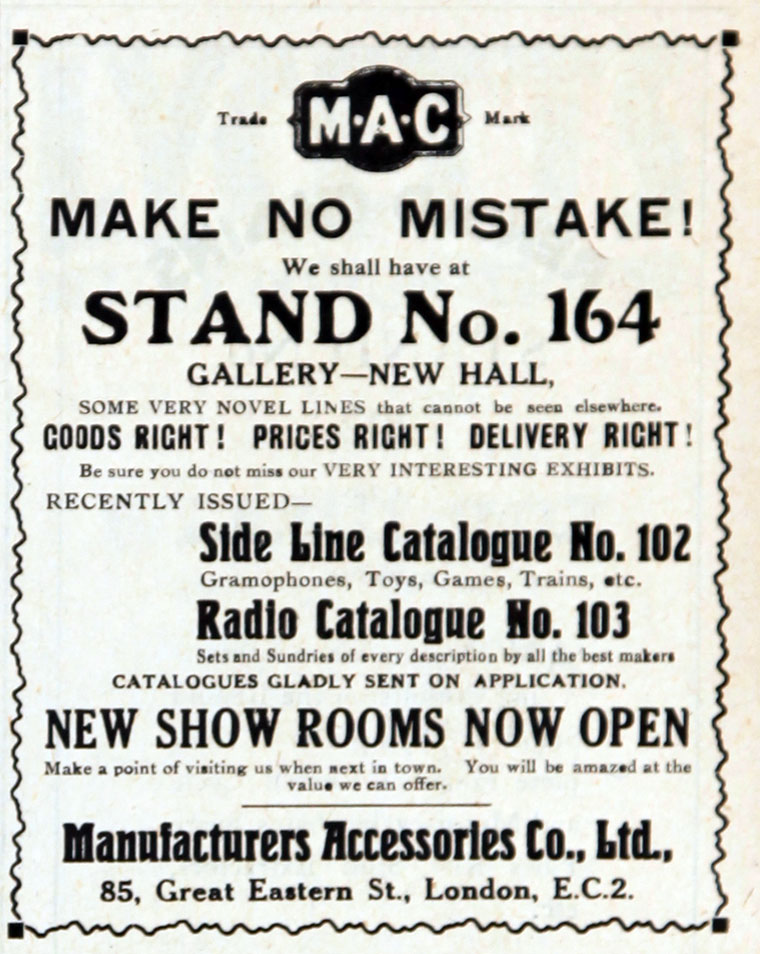 Trade M·A·C Mark
MAKE NO MISTAKE!
We shall have at
STAND No. 164
GALLERY—NEW HALL,
SOME VERY NOVEL LINES that cannot be seen elsewhere.
GOODS RIGHT! PRICES RIGHT! DELIVERY RIGHT!
Be sure you do not miss our VERY INTERESTING EXHIBITS.
RECENTLY ISSUED—
Side Line Catalogue No. 102
Gramophones, Toys, Games, Trains, etc.
Radio Catalogue No. 103
Sets and Sundries of every description by all the best makers
CATALOGUES GLADLY SENT ON APPLICATION.
NEW SHOW ROOMS NOW OPEN
Make a point of visiting us when next in town. You will be amazed at the
value we can offer.
Manufacturers Accessories Co., Ltd.,
85, Great Eastern St., London, E.C.2.